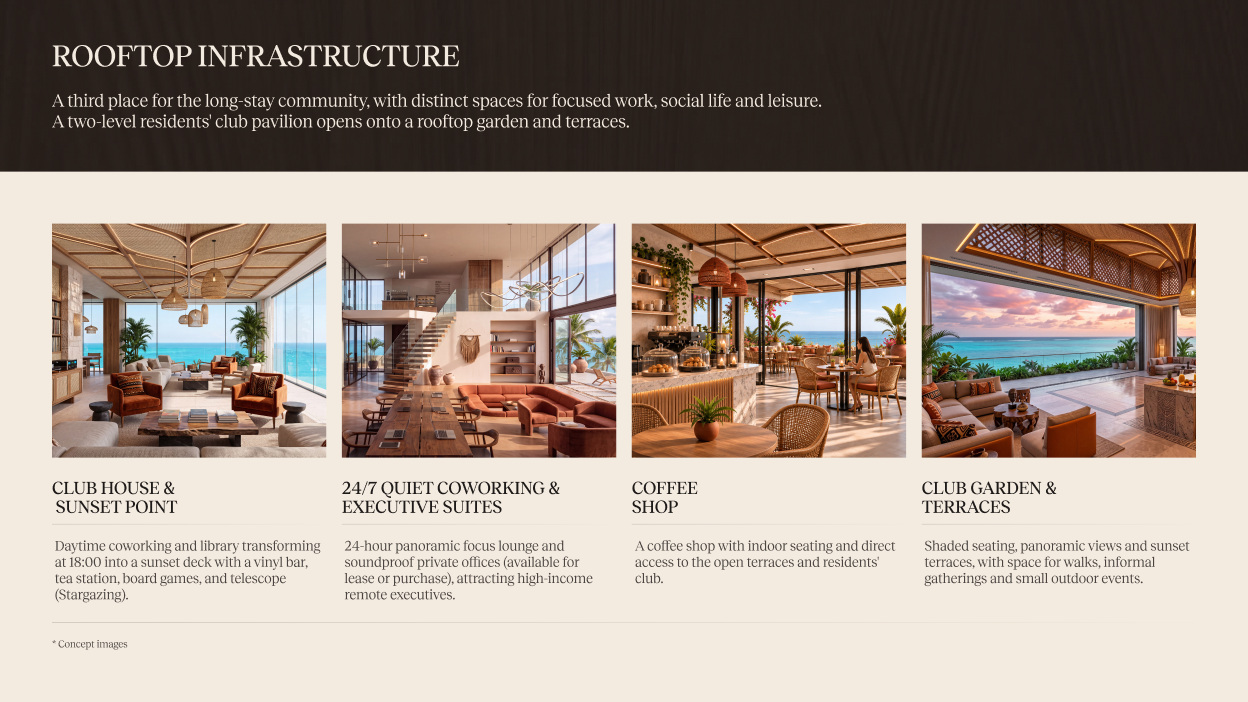 ROOFTOP INFRASTRUCTURE
A third place for the long-stay community, with distinct spaces for focused work, social life and leisure.
A two-level residents' club pavilion opens onto a rooftop garden and terraces.
CLUB HOUSE &
SUNSET POINT
Daytime coworking and library transforming
at 18:00 into a sunset deck with a vinyl bar,
tea station, board games, and telescope
(Stargazing).
24/7 QUIET COWORKING &
EXECUTIVE SUITES
24-hour panoramic focus lounge and
soundproof private offices (available for
lease or purchase), attracting high-income
remote executives.
COFFEE
SHOP
A coffee shop with indoor seating and direct
access to the open terraces and residents'
club.
CLUB GARDEN &
TERRACES
Shaded seating, panoramic views and sunset
terraces, with space for walks, informal
gatherings and small outdoor events.
* Concept images